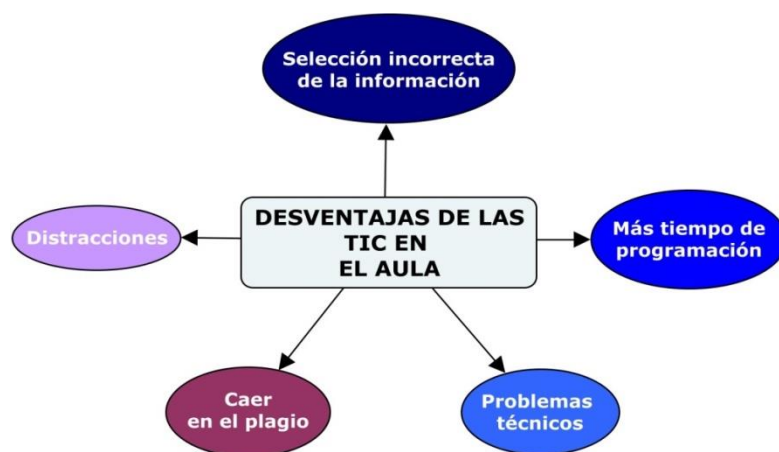 Selección incorrecta
de la información
DESVENTAJAS DE LAS
TIC EN
EL AULA
Distracciones
Más tiempo de
programación
Caer
en el plagio
Problemas
técnicos